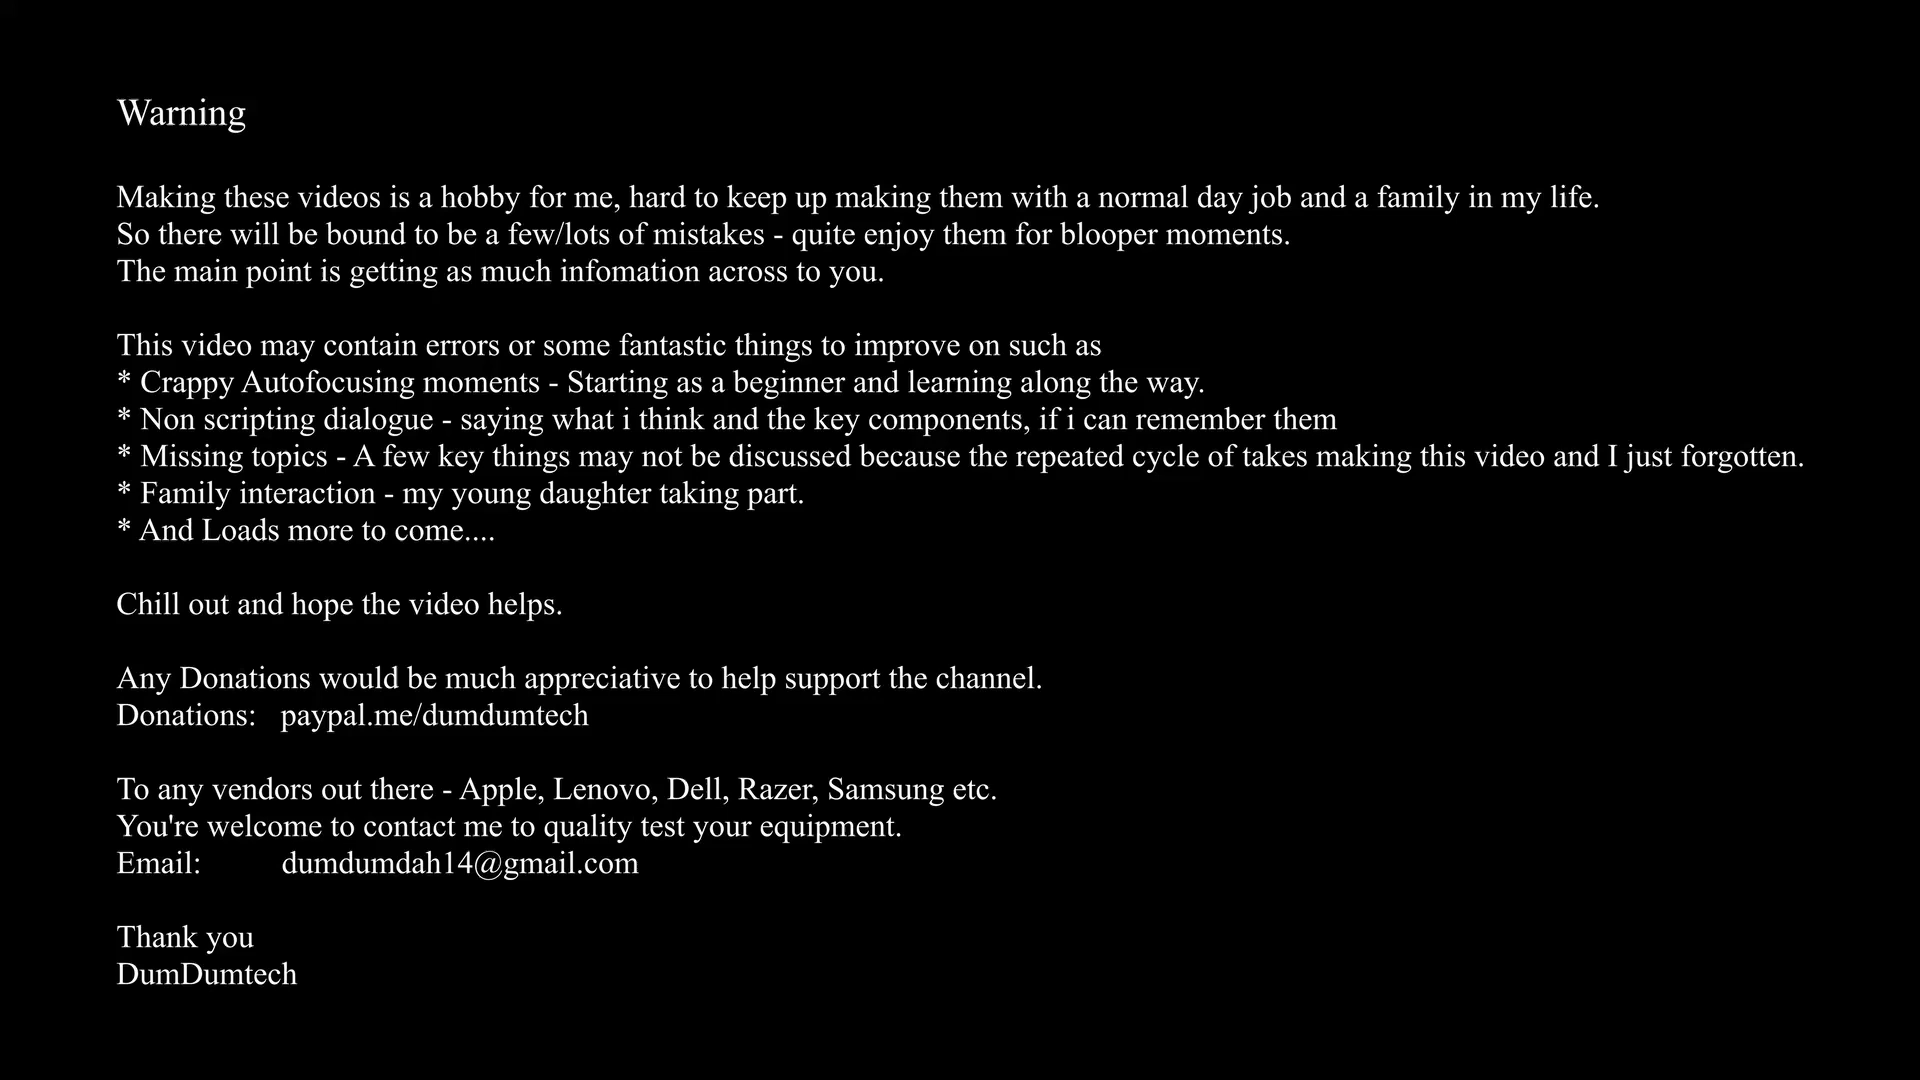 Warning
Making these videos is a hobby for me, hard to keep up making them with a normal day job and a family in my life.
So there will be bound to be a few/lots of mistakes - quite enjoy them for blooper moments.
The main point is getting as much infomation across to you.
This video may contain errors or some fantastic things to improve on such as
* Crappy Autofocusing moments - Starting as a beginner and learning along the way.
* Non scripting dialogue - saying what i think and the key components, if i can remember them
* Missing topics - A few key things may not be discussed because the repeated cycle of takes making this video and I just forgotten.
* Family interaction - my young daughter taking part.
* And Loads more to come....
Chill out and hope the video helps.
Any Donations would be much appreciative to help support the channel.
Donations: paypal.me/dumdumtech
To any vendors out there - Apple, Lenovo, Dell, Razer, Samsung etc.
You're welcome to contact me to quality test your equipment.
Email: dumdumdah14@gmail.com
Thank you
DumDumtech